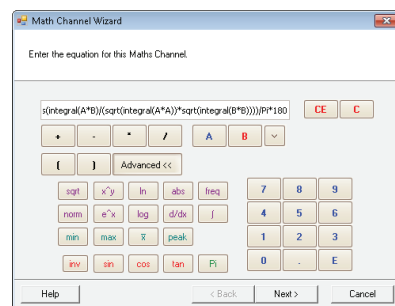 Math Channel Wizard
Enter the equation for this Maths Channel.
s(integral(A*B)/(sqrt(integral(A*A))*sqrt(integral(B*B))))/Pi*180 CE C
+ - * / A B
( ) Advanced <<
sqrt x^y ln abs freq 7 8 9
norm e^x log d/dx ∫ 4 5 6
min max x̅ peak 1 2 3
inv sin cos tan Pi 0 . E
Help < Back Next > Cancel